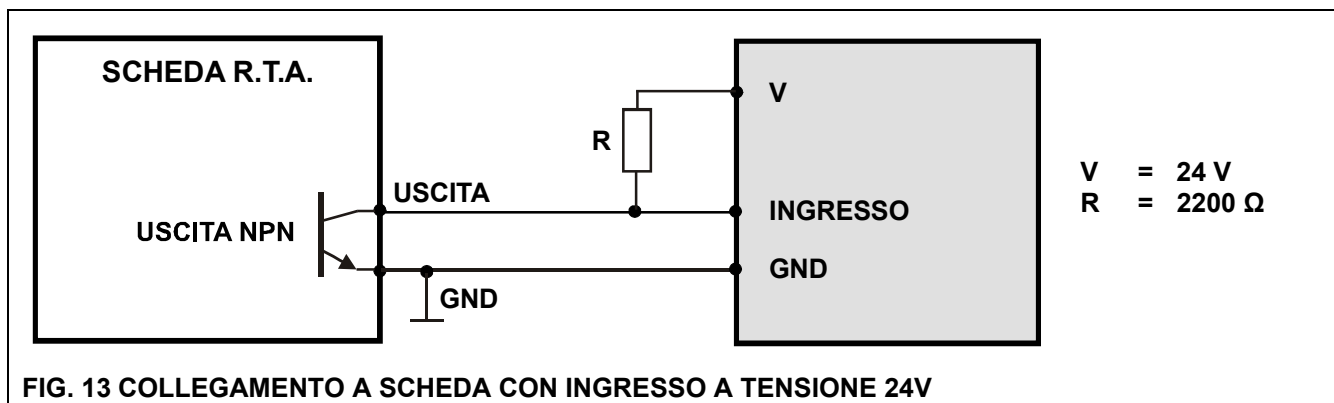 SCHEDA R.T.A.
V
R
V = 24 V
R = 2200 Ω
USCITA
INGRESSO
USCITA NPN
GND
GND
FIG. 13 COLLEGAMENTO A SCHEDA CON INGRESSO A TENSIONE 24V